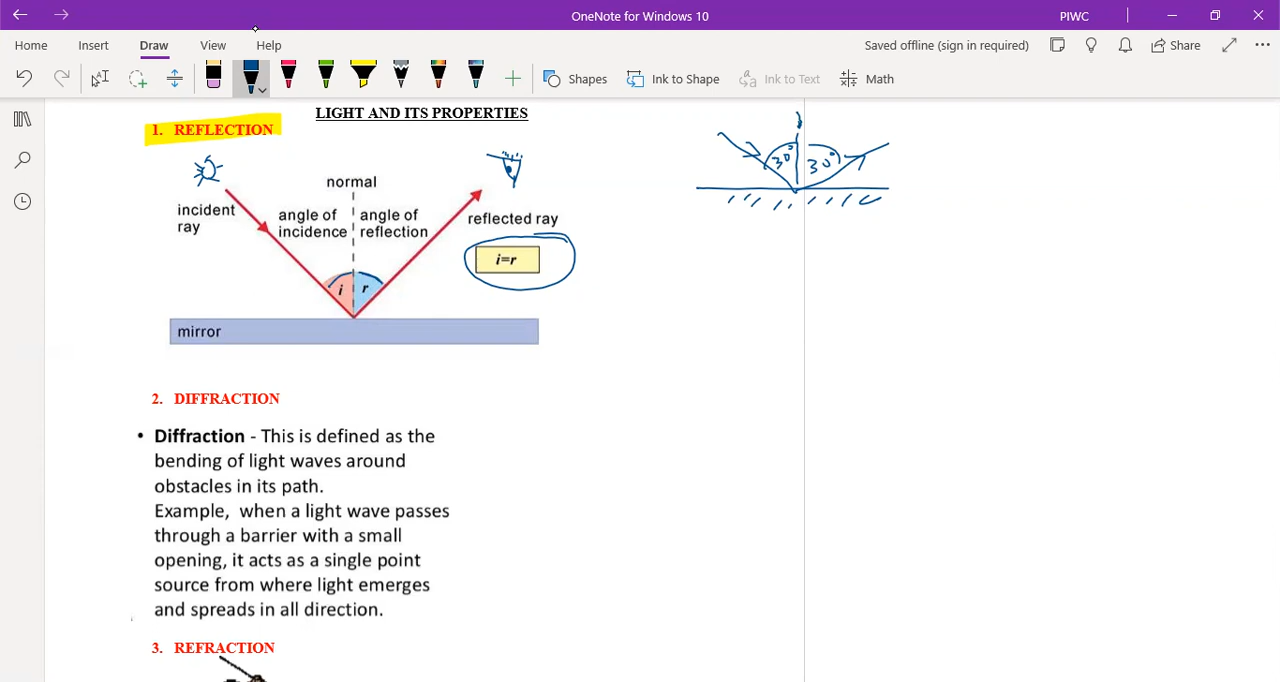 OneNote for Windows 10
PIWC
Home Insert Draw View Help
Saved offline (sign in required)
Share
Shapes Ink to Shape Ink to Text Math
LIGHT AND ITS PROPERTIES
1. REFLECTION
normal
incident
ray
angle of
incidence
angle of
reflection
reflected ray
i=r
i r
mirror
30° 30°
2. DIFFRACTION
• Diffraction - This is defined as the
bending of light waves around
obstacles in its path.
Example, when a light wave passes
through a barrier with a small
opening, it acts as a single point
source from where light emerges
and spreads in all direction.
3. REFRACTION